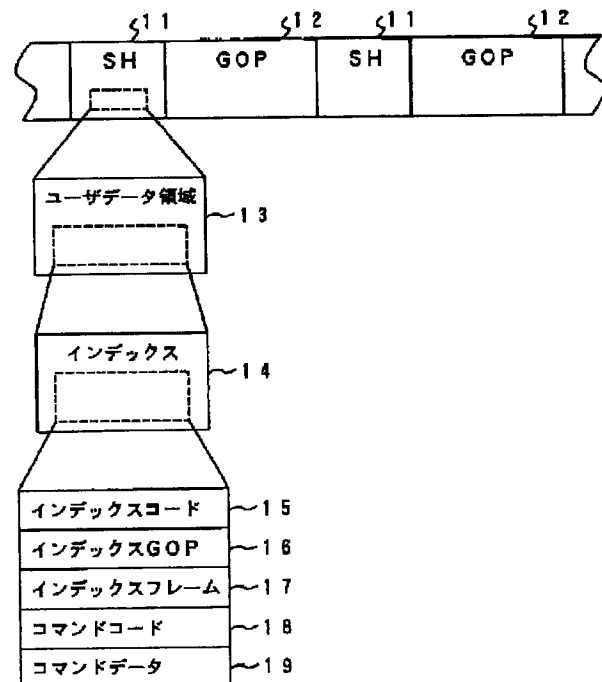 11 12 11 12
SH GOP SH GOP
ユーザデータ領域
13
インデックス
14
インデックスコード 15
インデックスGOP 16
インデックスフレーム 17
コマンドコード 18
コマンドデータ 19